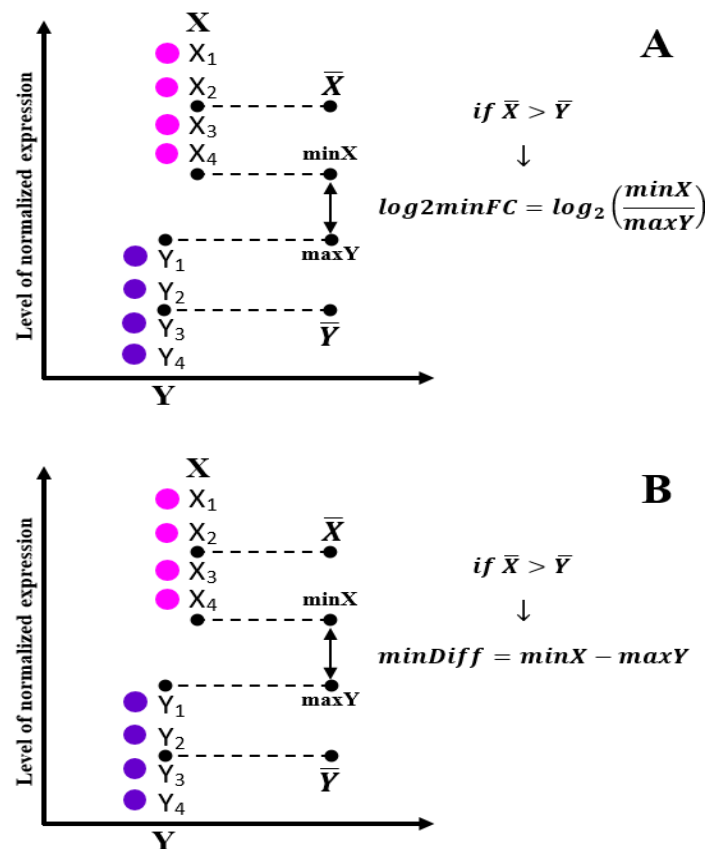 A
X
Level of normalized expression
X₁
X₂
X₃
X₄
X̅
minX
maxY
Y̅
Y₁
Y₂
Y₃
Y₄
Y
if X̅ > Y̅
↓
log2minFC = log₂(minX/maxY)
B
X
Level of normalized expression
X₁
X₂
X₃
X₄
X̅
minX
maxY
Y̅
Y₁
Y₂
Y₃
Y₄
Y
if X̅ > Y̅
↓
minDiff = minX − maxY